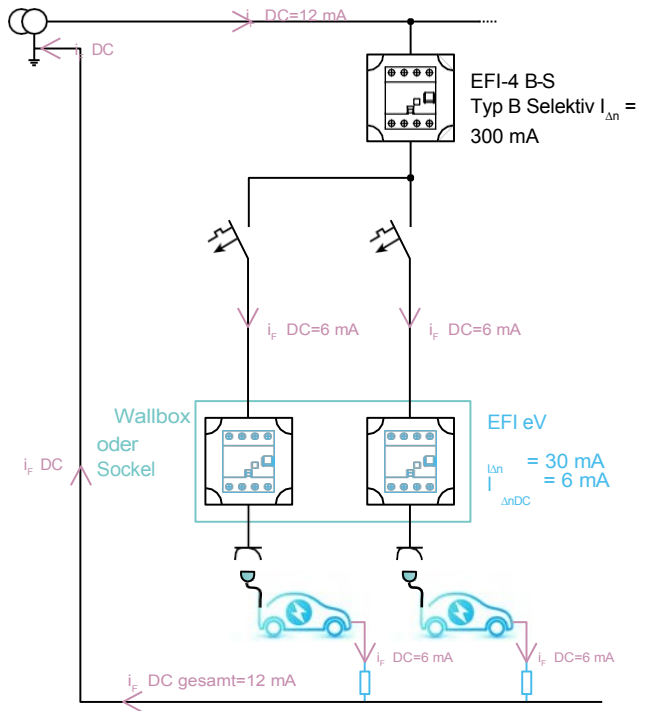 i_F DC=12 mA
i_F DC
EFI-4 B-S
Typ B Selektiv I_Δn =
300 mA
i_F DC=6 mA
i_F DC=6 mA
Wallbox
oder
Sockel
EFI eV
I_Δn = 30 mA
I_ΔnDC = 6 mA
i_F DC
i_F DC=6 mA
i_F DC=6 mA
i_F DC gesamt=12 mA